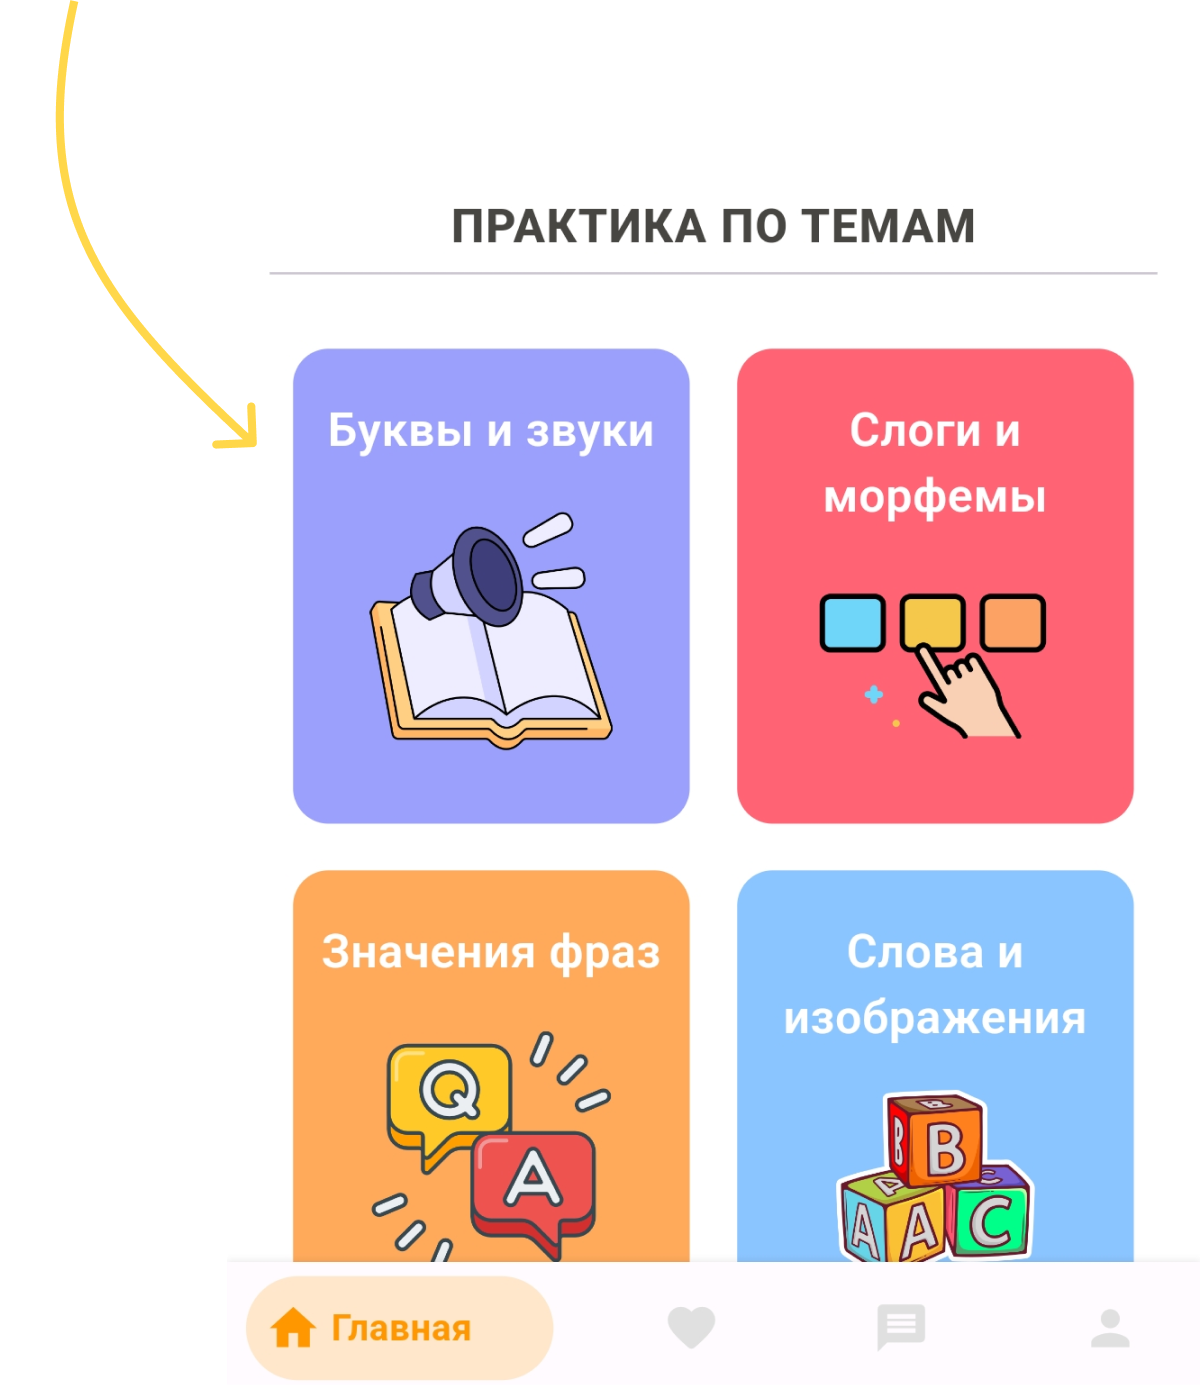 ПРАКТИКА ПО ТЕМАМ
Буквы и звуки
Слоги и
морфемы
Значения фраз
Q
A
Слова и
изображения
B
B
B
A
C
A
A
C
Главная